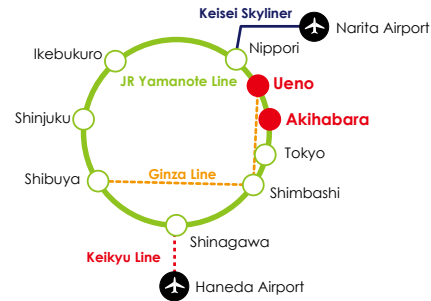 Keisei Skyliner
Narita Airport
Nippori
Ikebukuro
JR Yamanote Line
Ueno
Shinjuku
Akihabara
Tokyo
Ginza Line
Shibuya
Shimbashi
Shinagawa
Keikyu Line
Haneda Airport